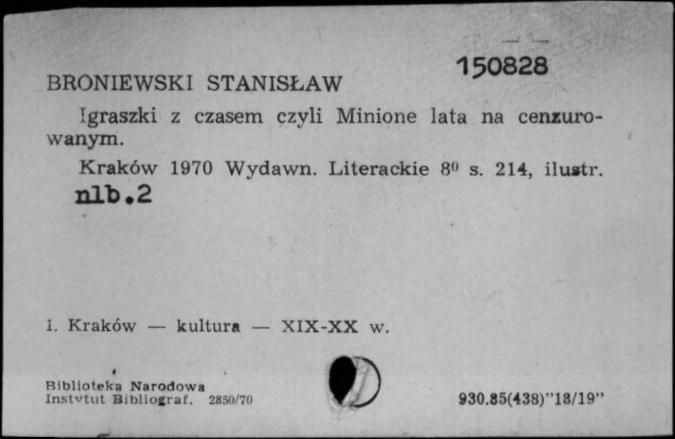 150828
BRONIEWSKI STANISŁAW
Igraszki z czasem czyli Minione lata na cenzuro-
wanym.
Kraków 1970 Wydawn. Literackie 8⁰ s. 214, ilustr.
nlb.2
1. Kraków — kultura — XIX-XX w.
Biblioteka Narodowa
Instytut Bibliograf. 2850/70
930.85(438)"18/19"